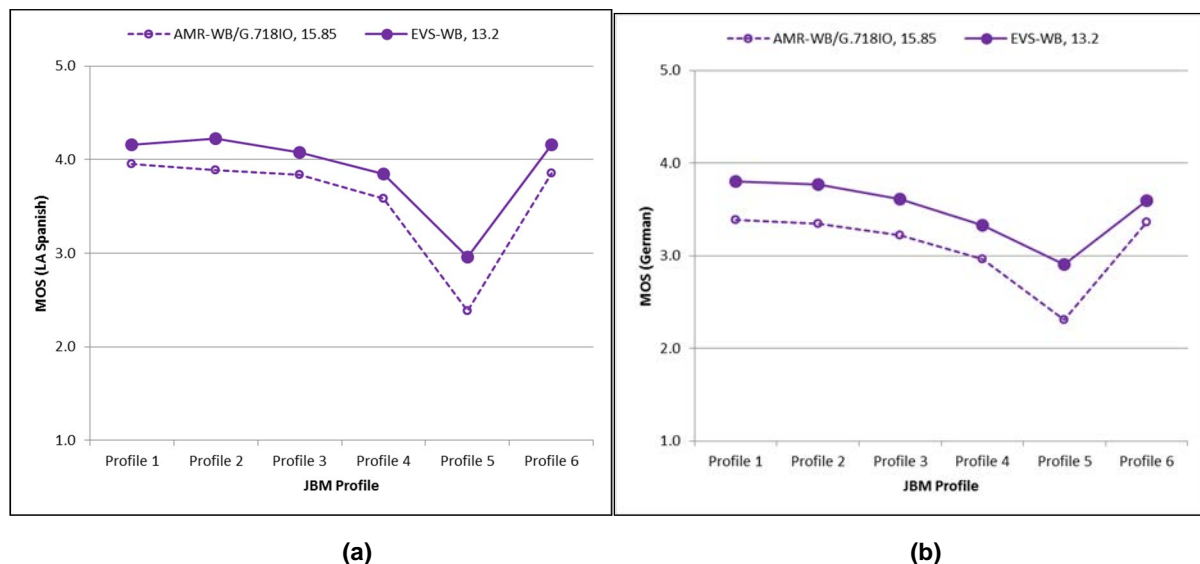 AMR-WB/G.718IO, 15.85 EVS-WB, 13.2
5.0
4.0
3.0
2.0
1.0
MOS (LA Spanish)
Profile 1 Profile 2 Profile 3 Profile 4 Profile 5 Profile 6
JBM Profile
(a)
AMR-WB/G.718IO, 15.85 EVS-WB, 13.2
5.0
4.0
3.0
2.0
1.0
MOS (German)
Profile 1 Profile 2 Profile 3 Profile 4 Profile 5 Profile 6
JBM Profile
(b)